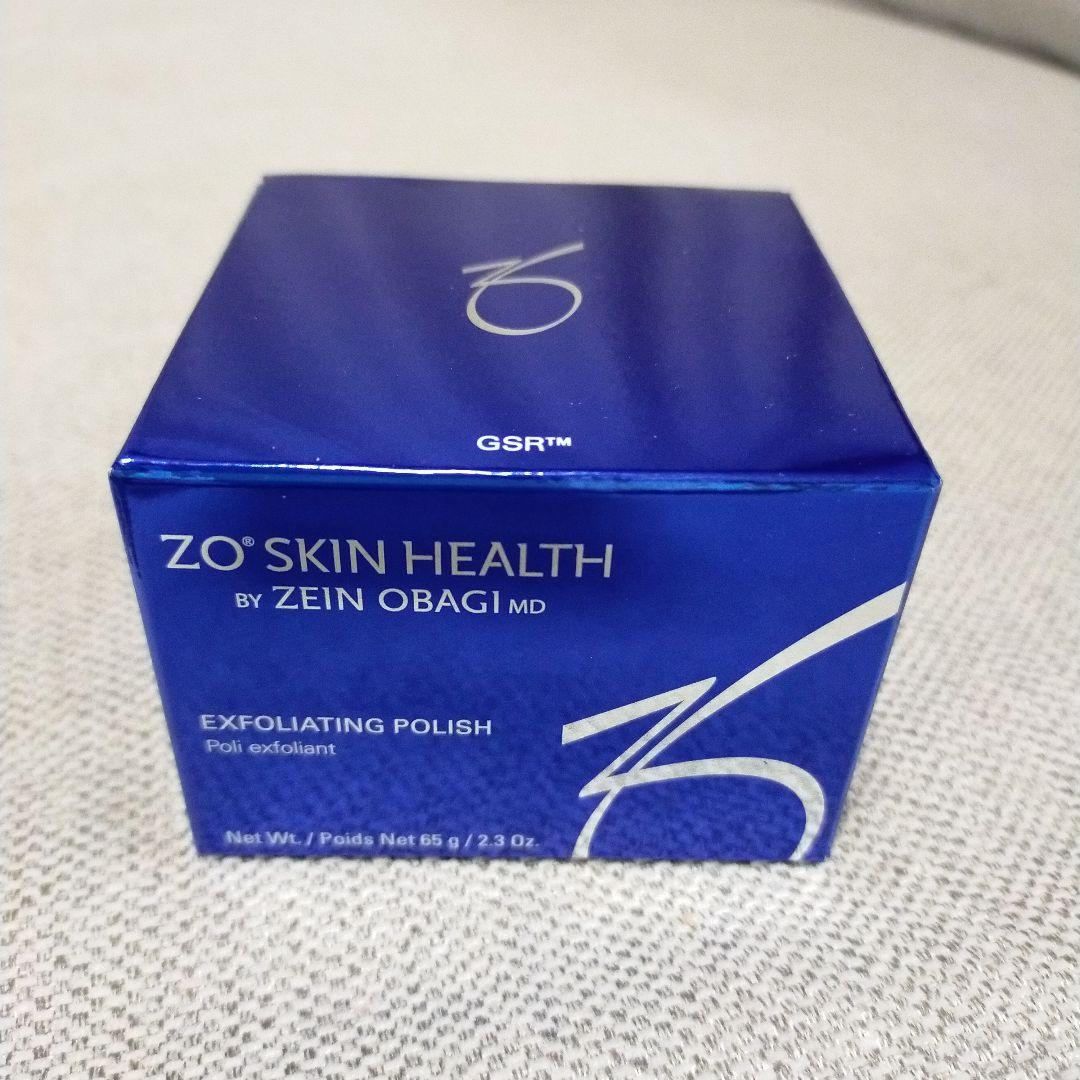 GSR™
ZO® SKIN HEALTH
BY ZEIN OBAGI MD
EXFOLIATING POLISH
Poli exfoliant
Net Wt. / Poids Net 65 g / 2.3 Oz.